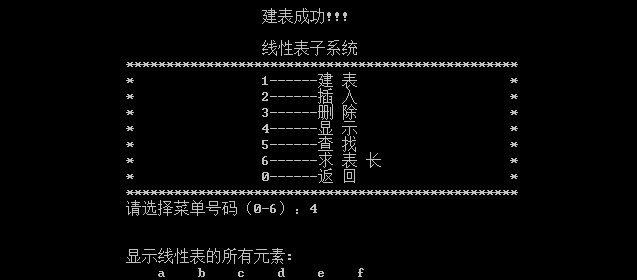 建表成功!!!
线性表子系统
*************************************************
* 1------建 表 *
* 2------插 入 *
* 3------删 除 *
* 4------显 示 *
* 5------查 找 *
* 6------求 表 长 *
* 0------返 回 *
*************************************************
请选择菜单号码（0-6）：4
显示线性表的所有元素:
a b c d e f